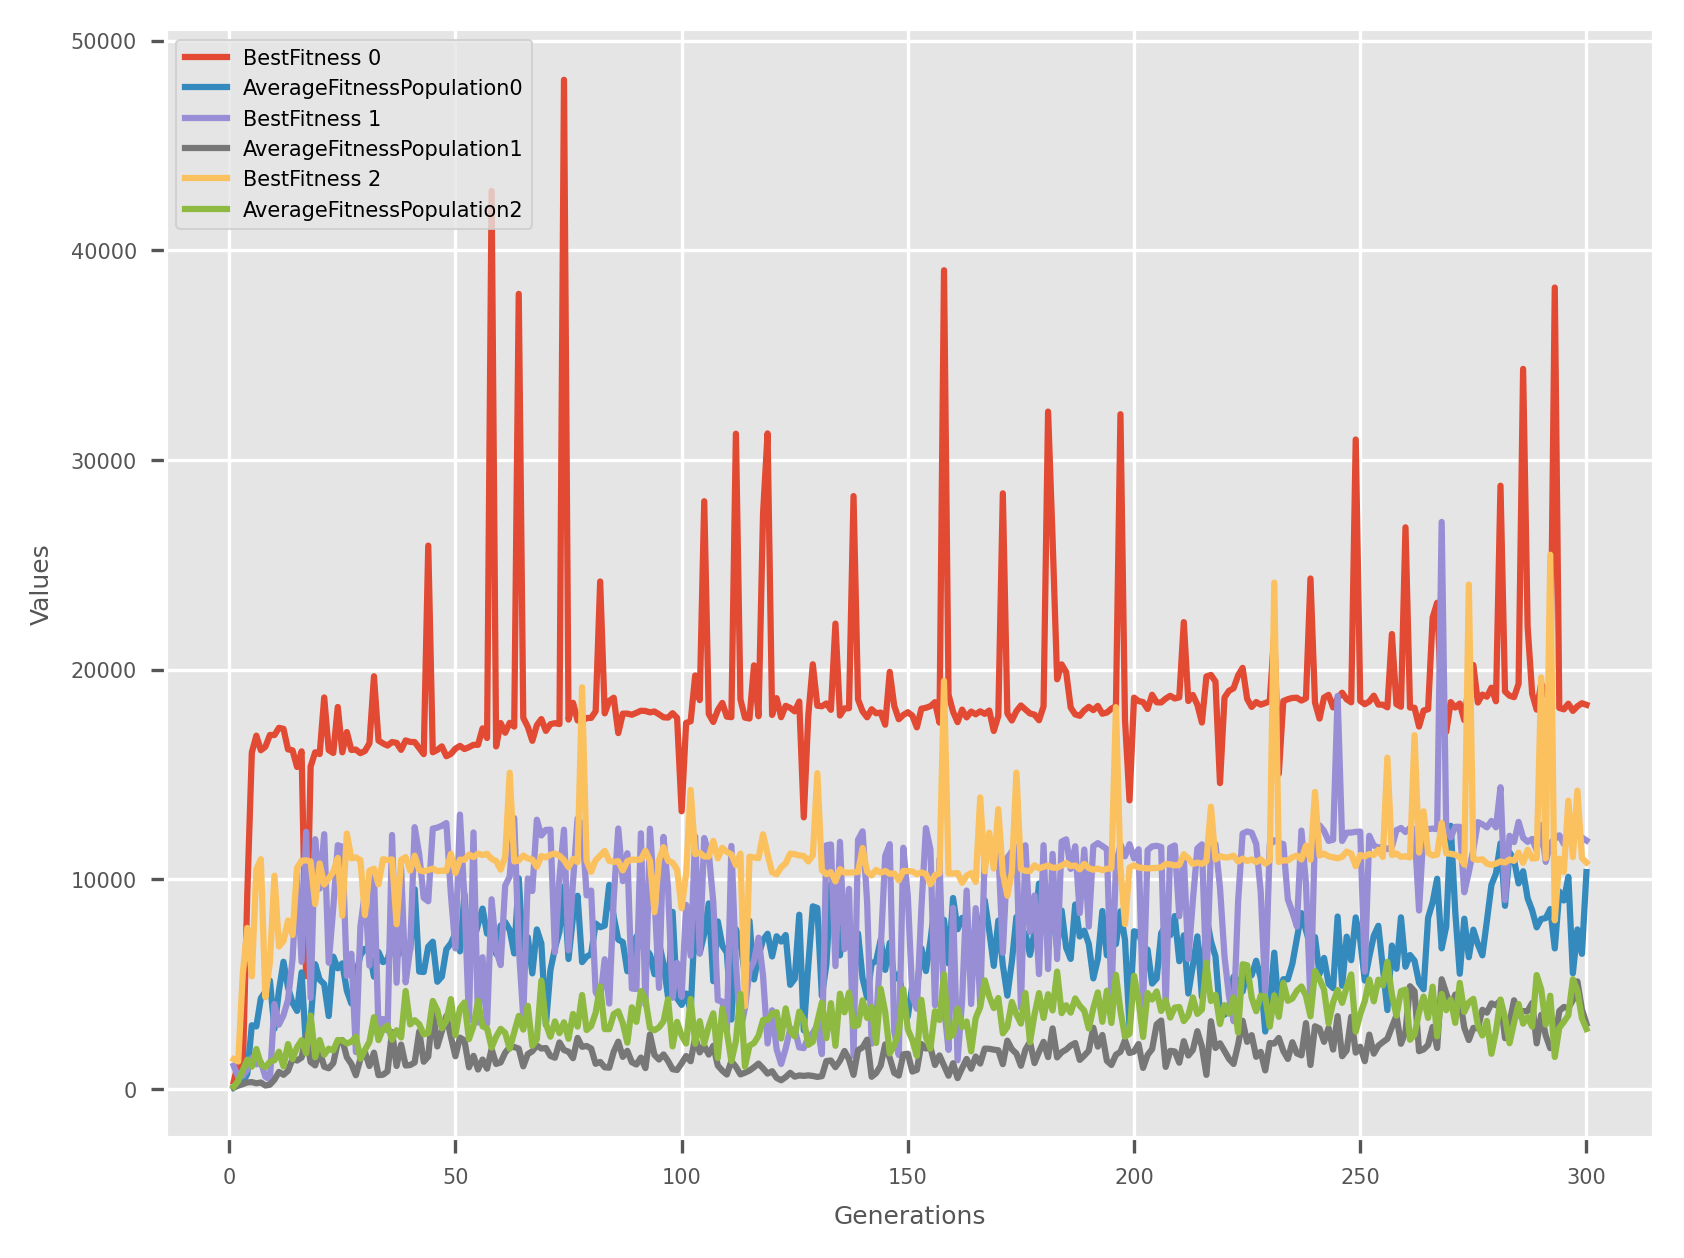 50000
40000
30000
20000
10000
0
Values
BestFitness 0
AverageFitnessPopulation0
BestFitness 1
AverageFitnessPopulation1
BestFitness 2
AverageFitnessPopulation2
0 50 100 150 200 250 300
Generations